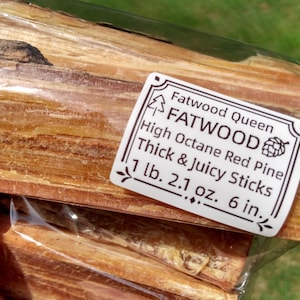 Fatwood Queen
FATWOOD
High Octane Red Pine
Thick & Juicy Sticks
1 lb. 2.1 oz. 6 in.